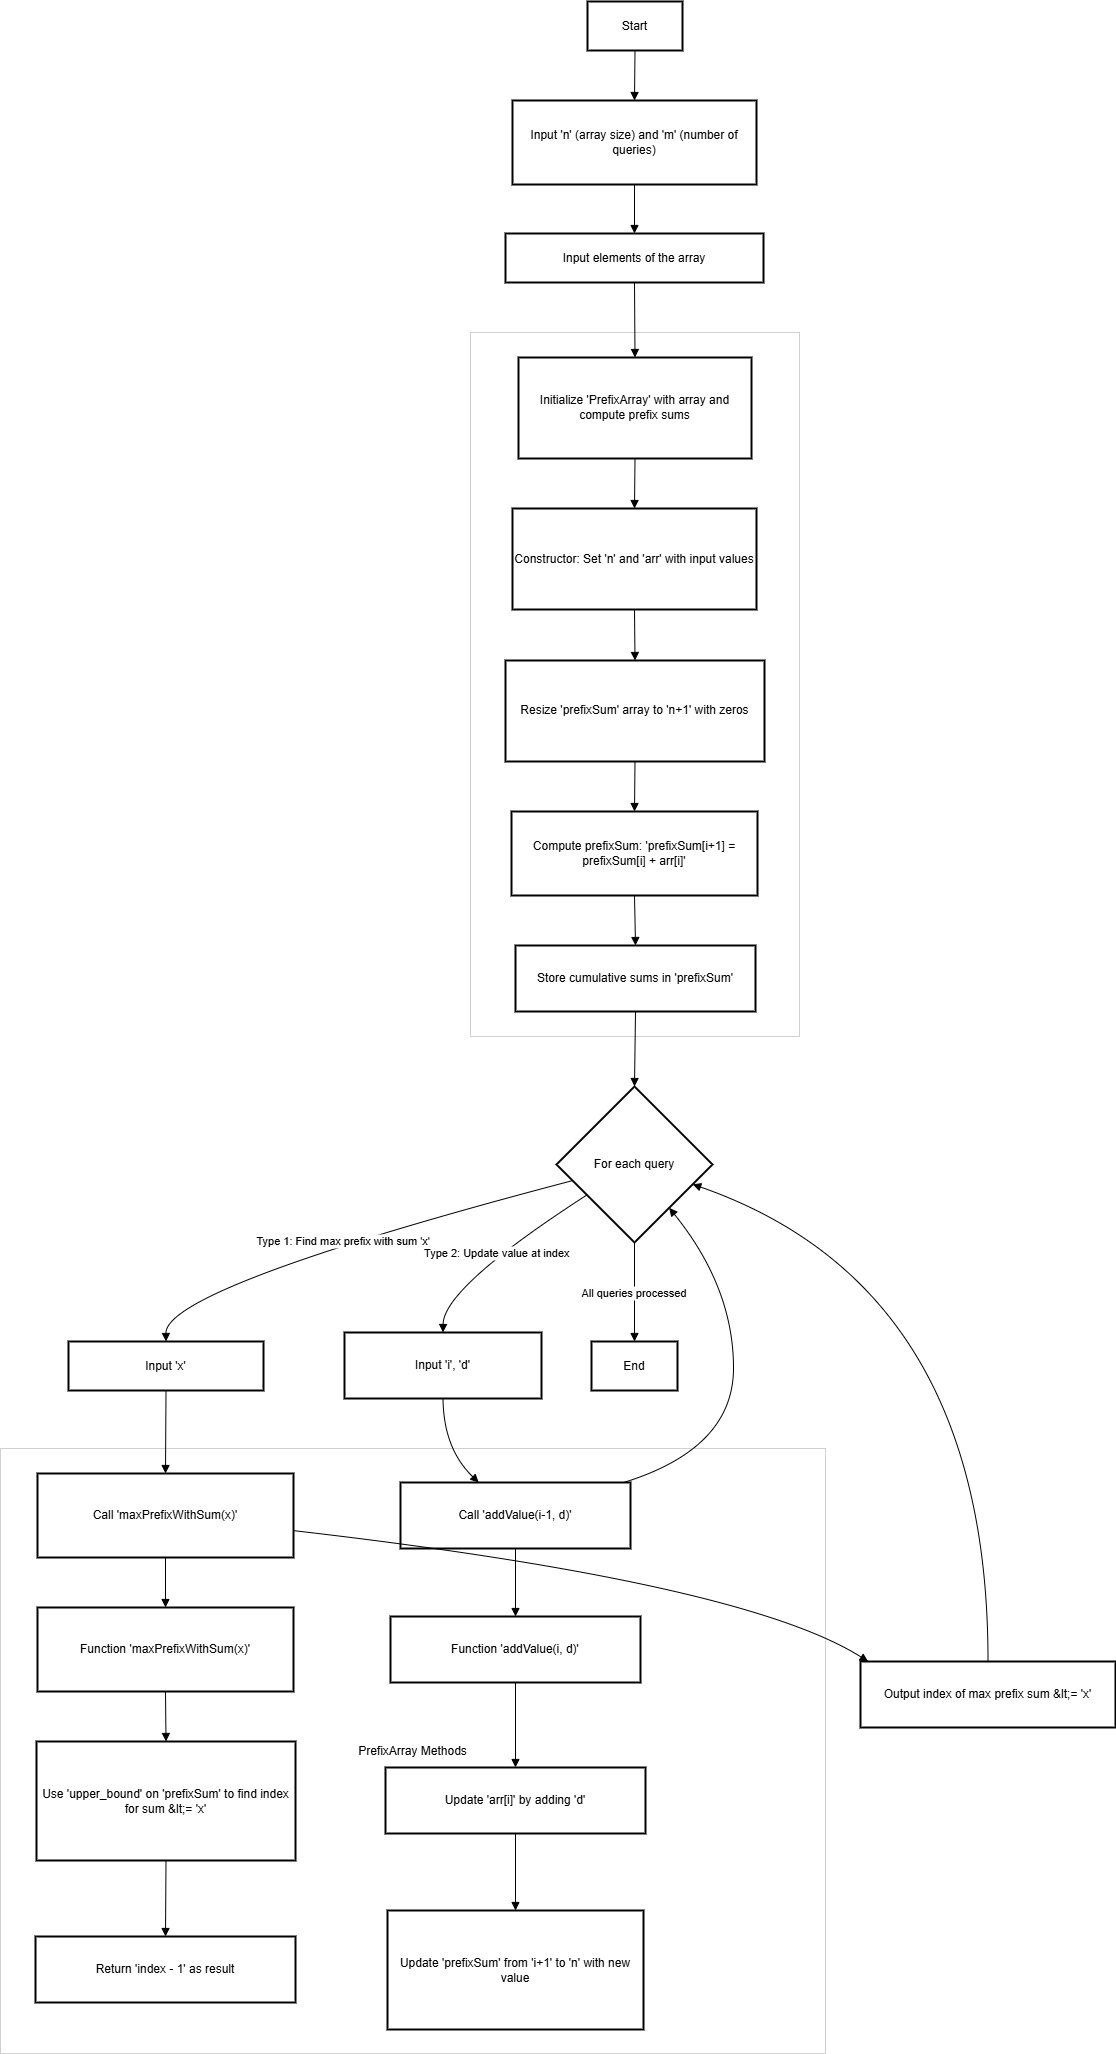 Start
Input 'n' (array size) and 'm' (number of
queries)
Input elements of the array
Initialize 'PrefixArray' with array and
compute prefix sums
Constructor: Set 'n' and 'arr' with input values
Resize 'prefixSum' array to 'n+1' with zeros
Compute prefixSum: 'prefixSum[i+1] =
prefixSum[i] + arr[i]'
Store cumulative sums in 'prefixSum'
For each query
Type 1: Find max prefix with sum 'x'
Type 2: Update value at index
All queries processed
Input 'x'
Input 'i', 'd'
End
Call 'maxPrefixWithSum(x)'
Call 'addValue(i-1, d)'
Function 'maxPrefixWithSum(x)'
Function 'addValue(i, d)'
Output index of max prefix sum &lt;= 'x'
PrefixArray Methods
Use 'upper_bound' on 'prefixSum' to find index
for sum &lt;= 'x'
Update 'arr[i]' by adding 'd'
Return 'index - 1' as result
Update 'prefixSum' from 'i+1' to 'n' with new
value